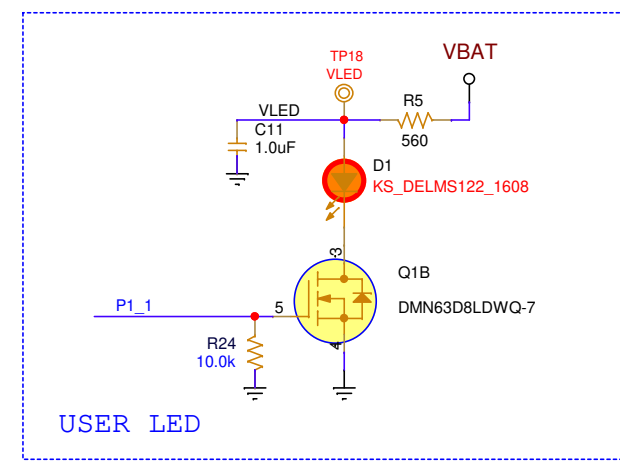 VBAT
TP18
VLED
VLED
R5
560
C11
1.0uF
D1
KS_DELMS122_1608
3
Q1B
DMN63D8LDWQ-7
P1_1
5
4
R24
10.0k
USER LED